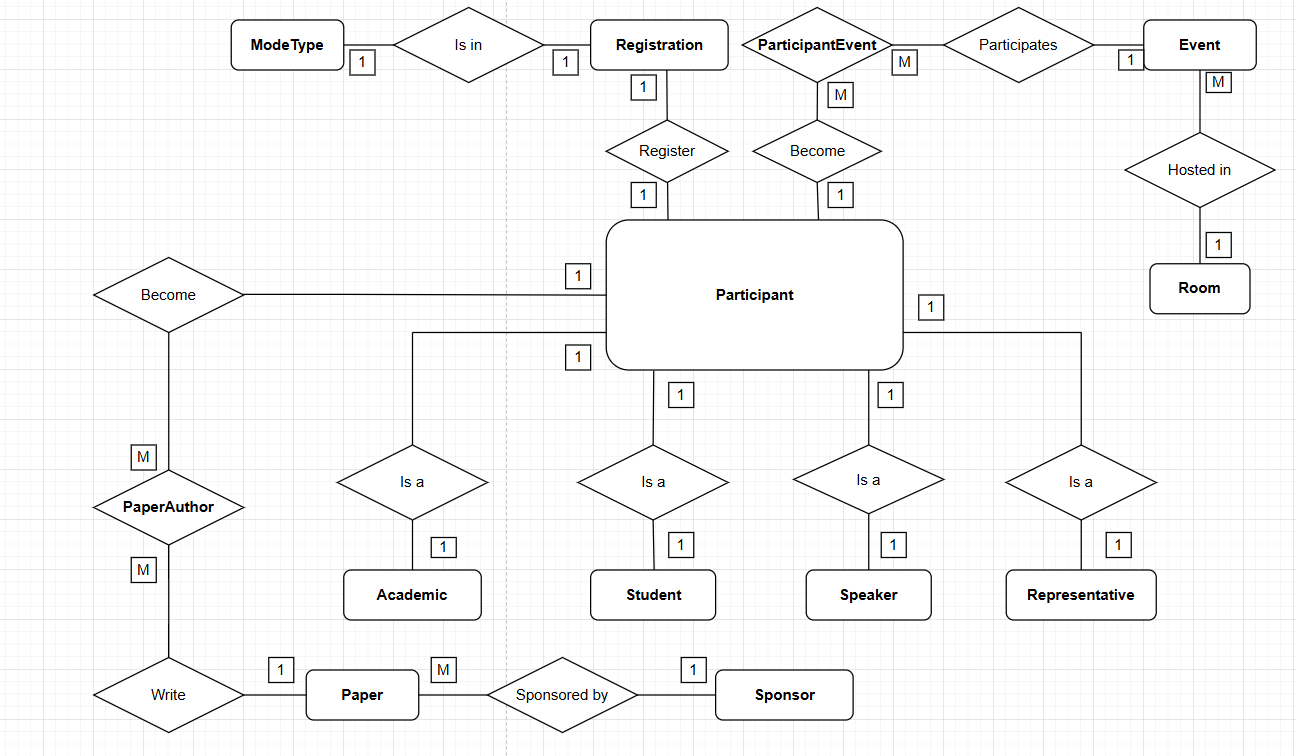 ModeType
1
Is in
1
Registration
ParticipantEvent
M
Participates
1
Event
1
M
M
Register
Become
Hosted in
1
1
1
Room
Become
1
Participant
1
1
1
1
M
PaperAuthor
Is a
Is a
Is a
Is a
M
1
1
1
1
Academic
Student
Speaker
Representative
Write
1
Paper
M
Sponsored by
1
Sponsor